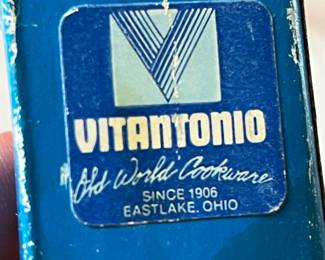 VITANTONIO
Old World Cookware
SINCE 1906
EASTLAKE, OHIO